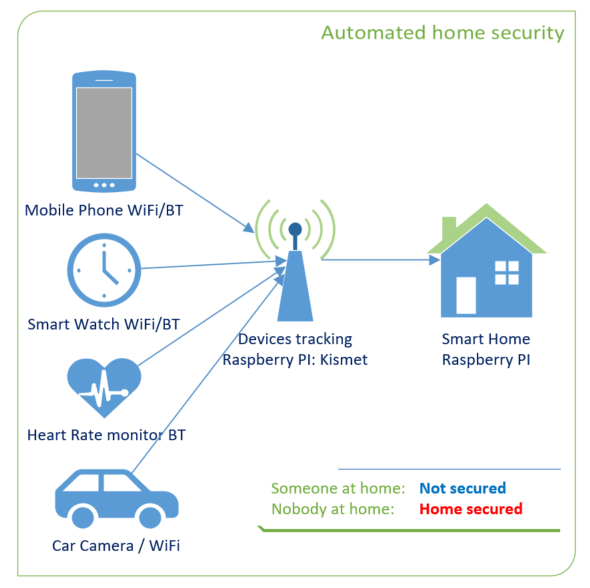 Automated home security
Mobile Phone WiFi/BT
Smart Watch WiFi/BT
Devices tracking
Raspberry PI: Kismet
Smart Home
Raspberry PI
Heart Rate monitor BT
Car Camera / WiFi
Someone at home: Not secured
Nobody at home: Home secured